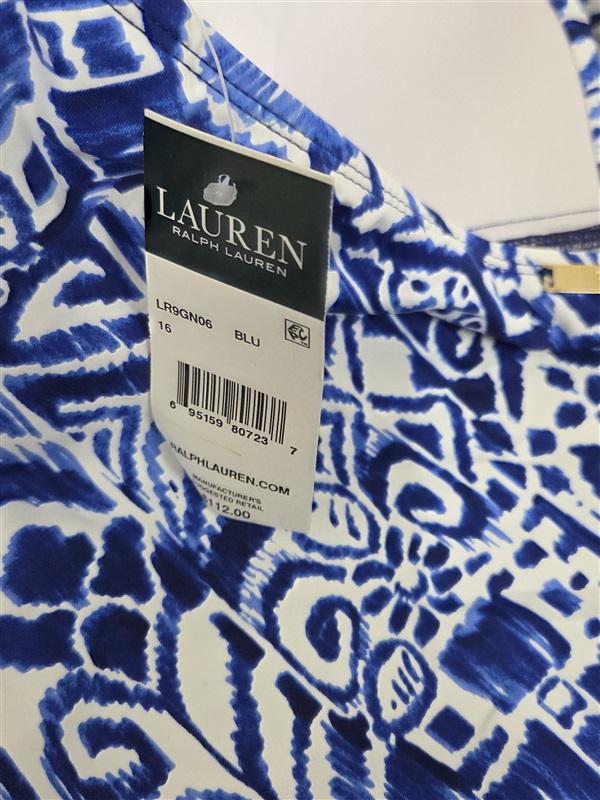 LAUREN
RALPH LAUREN
LR9GN06 BLU
16
6 95159 80723 7
RALPHLAUREN.COM
MANUFACTURER'S
SUGGESTED RETAIL
$112.00